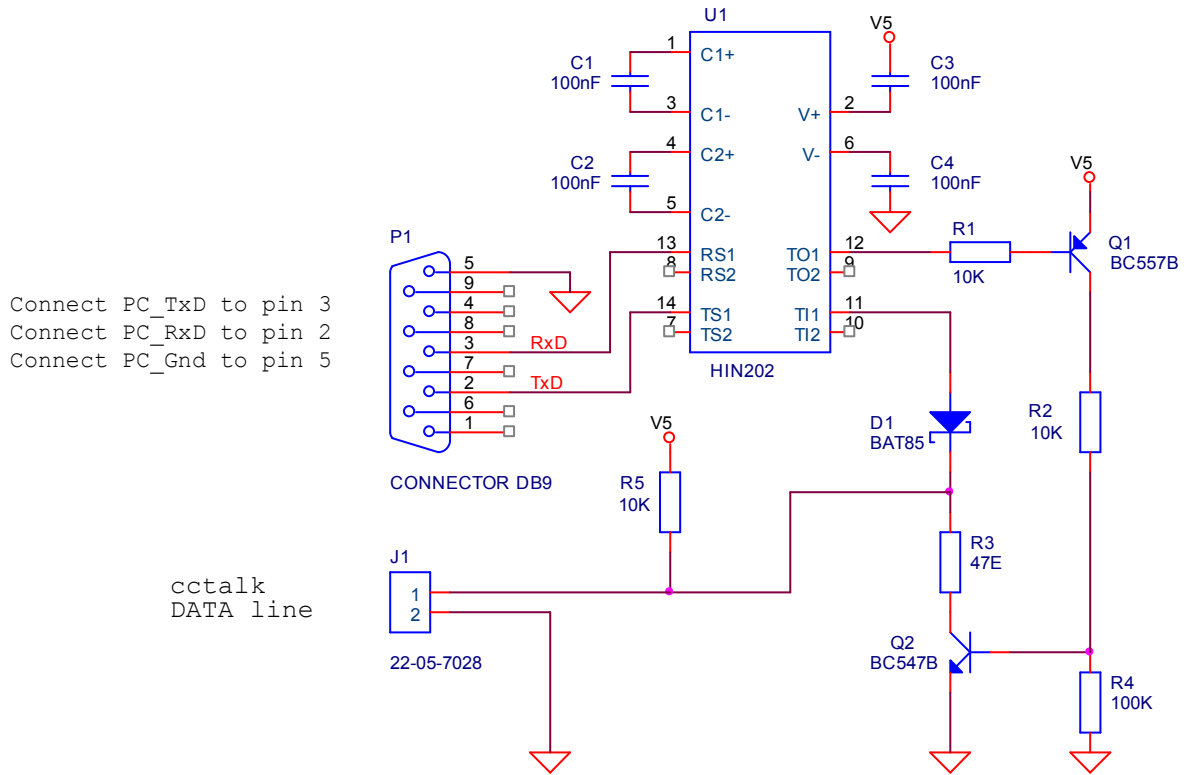 U1
V5
C1
100nF
1
C1+
3
C1-
C3
100nF
2
V+
C2
100nF
4
C2+
5
C2-
6
V-
C4
100nF
V5
P1
13
RS1
8
RS2
14
TS1
7
TS2
12
TO1
9
TO2
11
TI1
10
TI2
HIN202
R1
10K
Q1
BC557B
5
9
4
8
3
7
2
6
1
RxD
TxD
CONNECTOR DB9
Connect PC_TxD to pin 3
Connect PC_RxD to pin 2
Connect PC_Gnd to pin 5
D1
BAT85
R2
10K
V5
R5
10K
R3
47E
J1
1
2
22-05-7028
cctalk
DATA line
Q2
BC547B
R4
100K